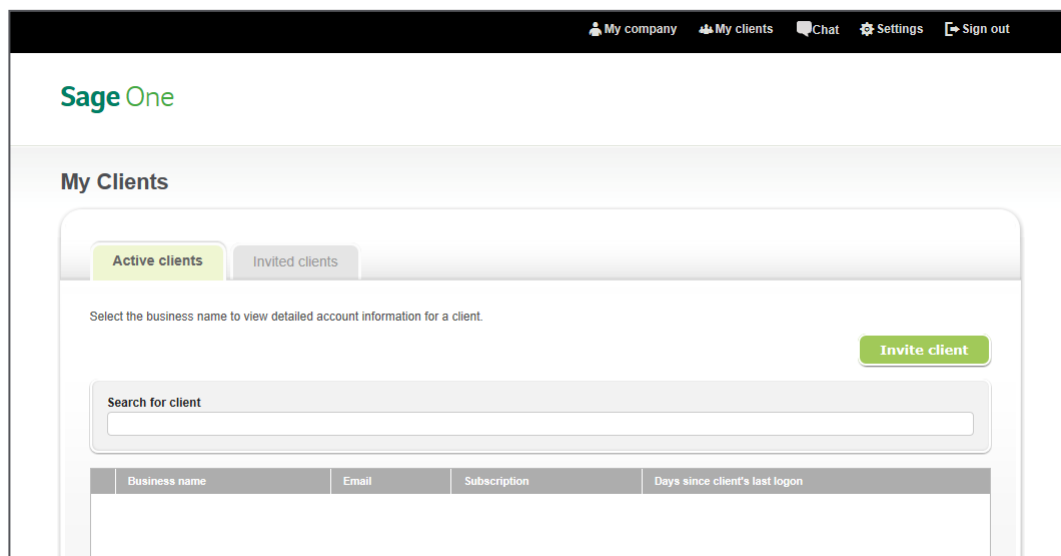 My company My clients Chat Settings Sign out
Sage One
My Clients
Active clients Invited clients
Select the business name to view detailed account information for a client.
Invite client
Search for client
Business name Email Subscription Days since client's last logon